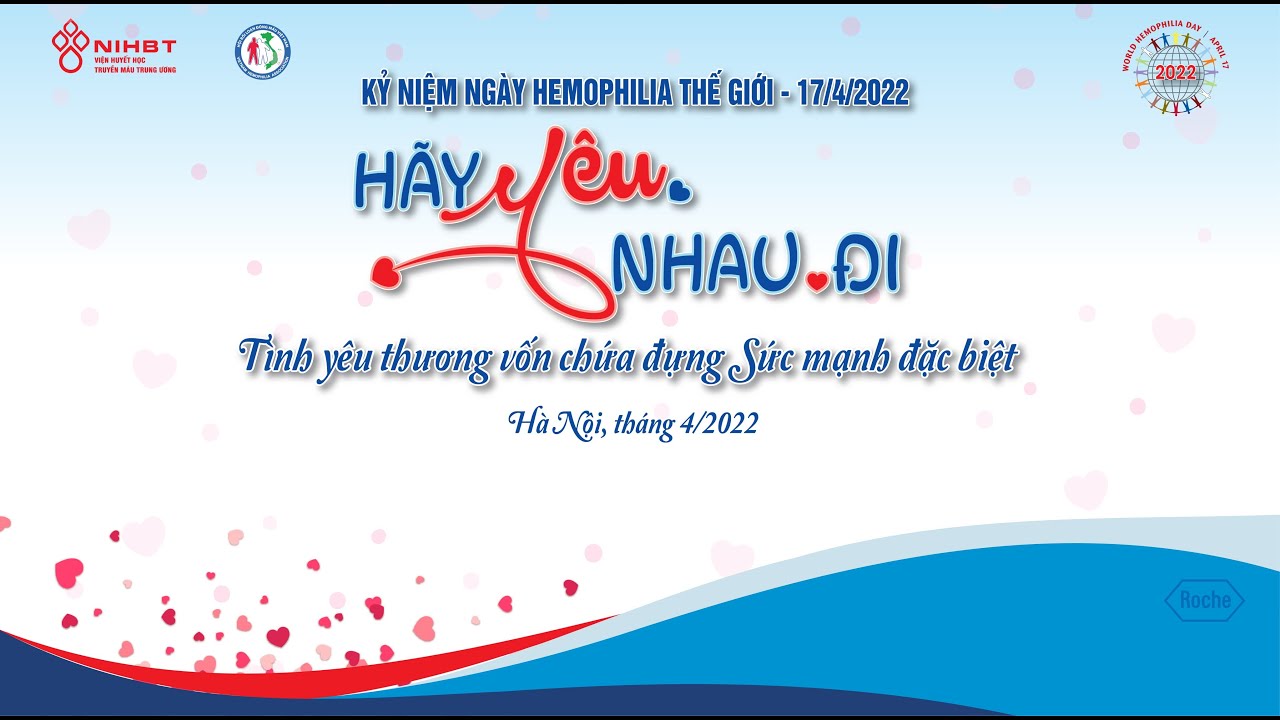 NIHBT
VIỆN HUYẾT HỌC
TRUYỀN MÁU TRUNG ƯƠNG
WORLD HEMOPHILIA DAY / APRIL 17
2022
KỶ NIỆM NGÀY HEMOPHILIA THẾ GIỚI - 17/4/2022
HÃY yêu
NHAU ĐI
Tình yêu thương vốn chứa đựng Sức mạnh đặc biệt
Hà Nội, tháng 4/2022
Roche